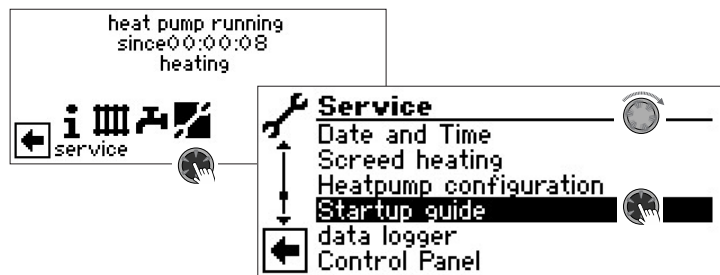 heat pump running
since00:00:08
heating
service
Service
Date and Time
Screed heating
Heatpump configuration
Startup guide
data logger
Control Panel